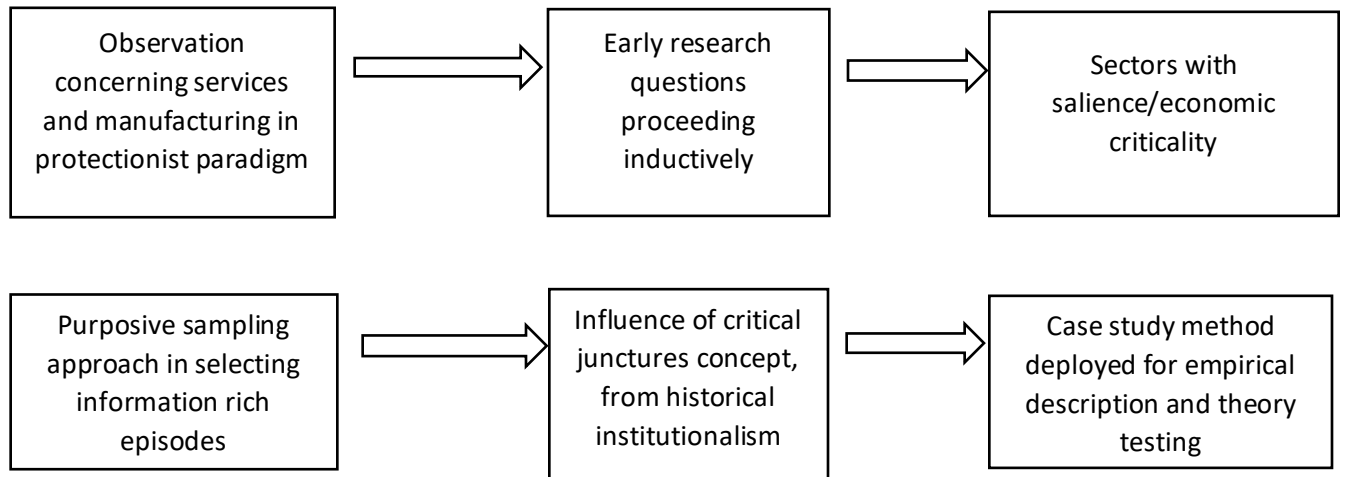 Observation
concerning services
and manufacturing in
protectionist paradigm
Early research
questions
proceeding
inductively
Sectors with
salience/economic
criticality
Purposive sampling
approach in selecting
information rich
episodes
Influence of critical
junctures concept,
from historical
institutionalism
Case study method
deployed for empirical
description and theory
testing